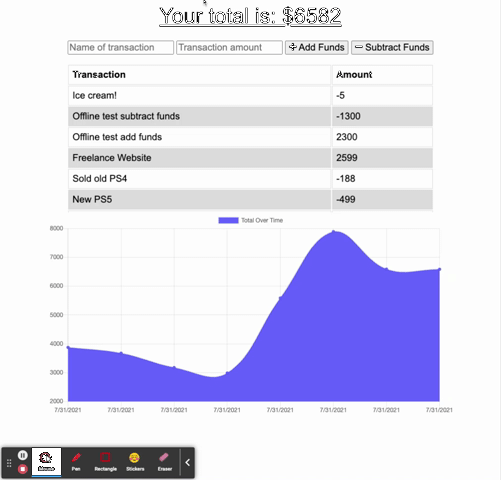 Your total is: $6582
Name of transaction Transaction amount Add Funds Subtract Funds
Transaction Amount
Ice cream! -5
Offline test subtract funds -1300
Offline test add funds 2300
Freelance Website 2599
Sold old PS4 -188
New PS5 -499
Total Over Time
8000
7000
6000
5000
4000
3000
2000
7/31/2021 7/31/2021 7/31/2021 7/31/2021 7/31/2021 7/31/2021 7/31/2021 7/31/2021
Mouse Pen Rectangle Stickers Eraser